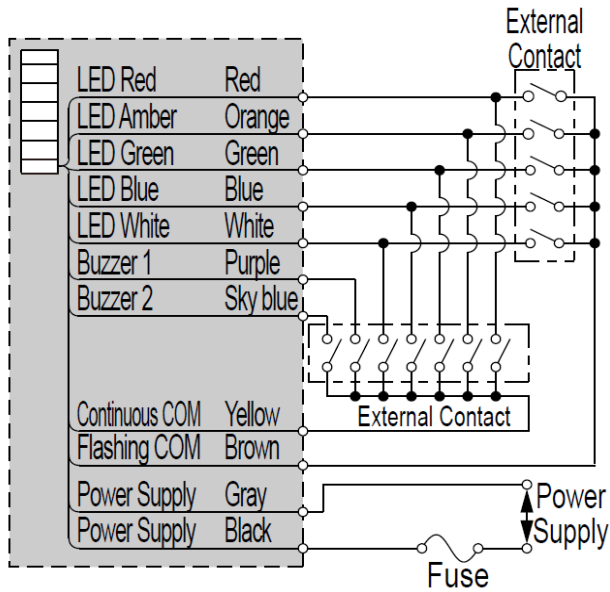 External
Contact
LED Red Red
LED Amber Orange
LED Green Green
LED Blue Blue
LED White White
Buzzer 1 Purple
Buzzer 2 Sky blue
Continuous COM Yellow
External Contact
Flashing COM Brown
Power Supply Gray
Power Supply Black
Power
Supply
Fuse